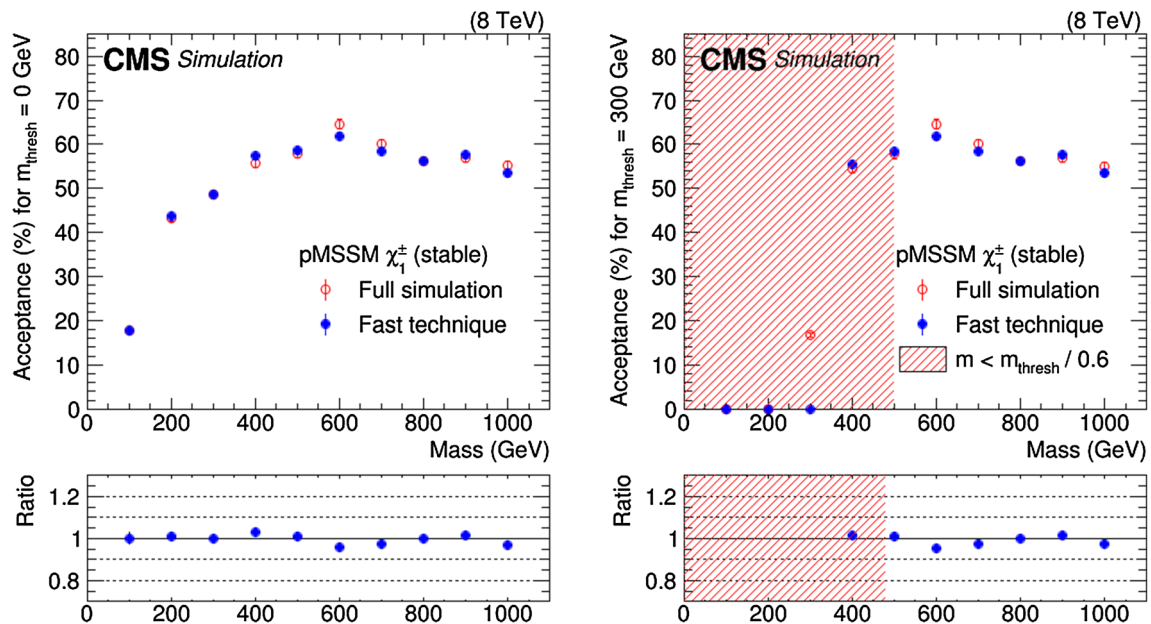 (8 TeV)
Acceptance (%) for m_thresh = 0 GeV
80
70
60
50
40
30
20
10
0
CMS Simulation
pMSSM χ₁± (stable)
Full simulation
Fast technique
0 200 400 600 800 1000
Mass (GeV)
Ratio
1.2
1
0.8
0 200 400 600 800 1000
(8 TeV)
Acceptance (%) for m_thresh = 300 GeV
80
70
60
50
40
30
20
10
0
CMS Simulation
pMSSM χ₁± (stable)
Full simulation
Fast technique
m < m_thresh / 0.6
0 200 400 600 800 1000
Mass (GeV)
Ratio
1.2
1
0.8
0 200 400 600 800 1000